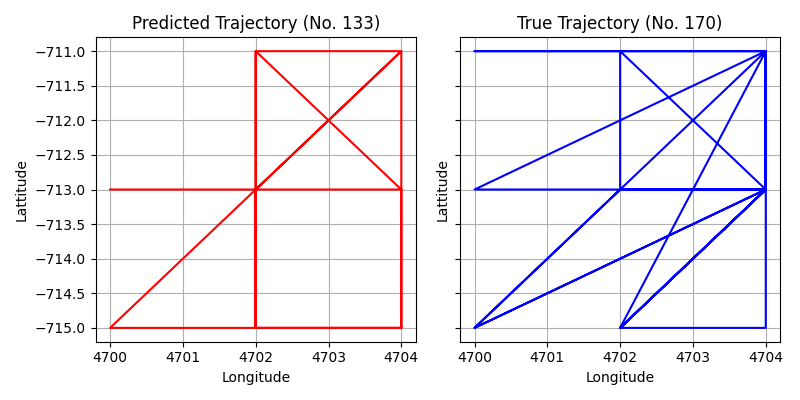 Predicted Trajectory (No. 133)
True Trajectory (No. 170)
Lattitude
−711.0
−711.5
−712.0
−712.5
−713.0
−713.5
−714.0
−714.5
−715.0
4700 4701 4702 4703 4704
Longitude
Lattitude
4700 4701 4702 4703 4704
Longitude